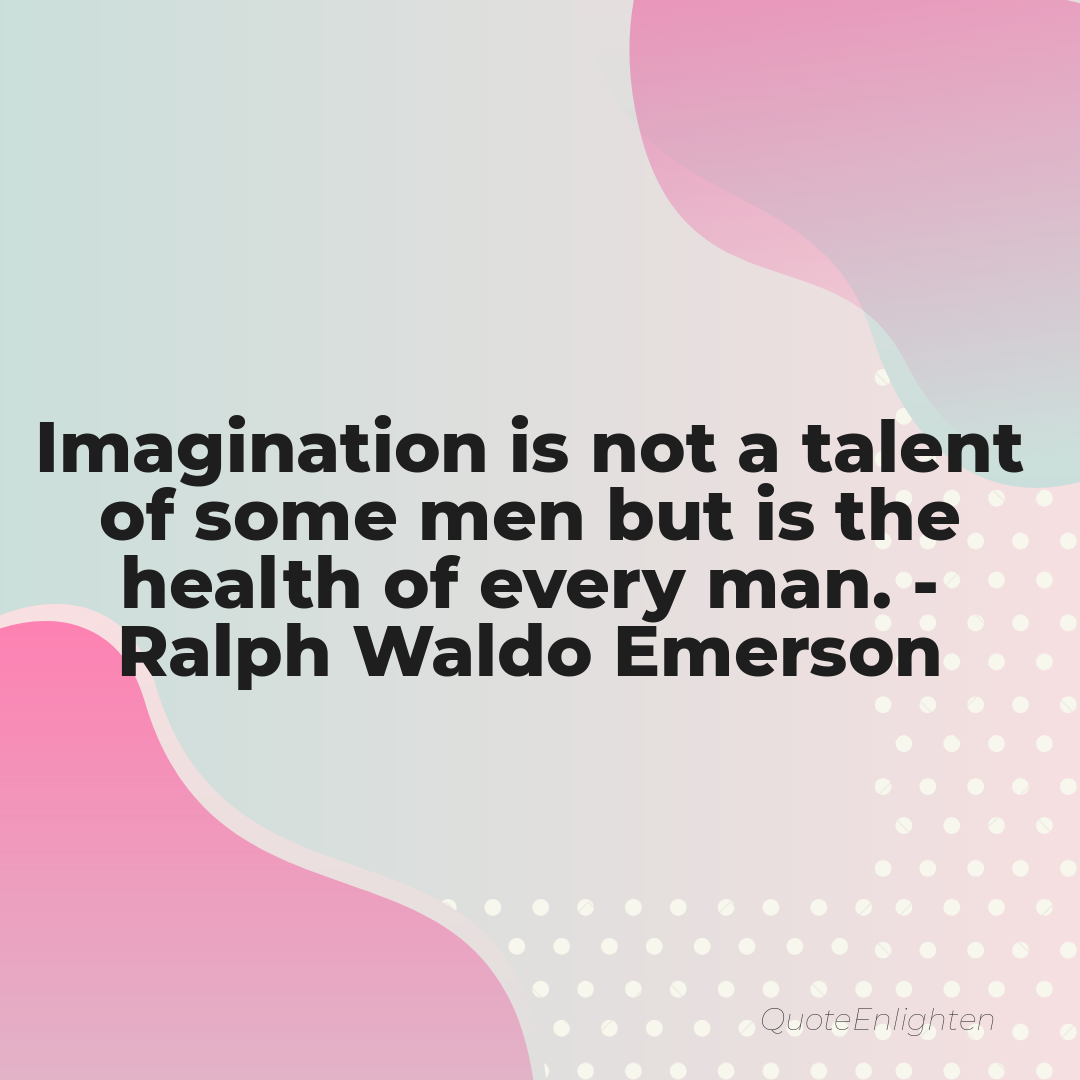 Imagination is not a talent
of some men but is the
health of every man. -
Ralph Waldo Emerson
QuoteEnlighten